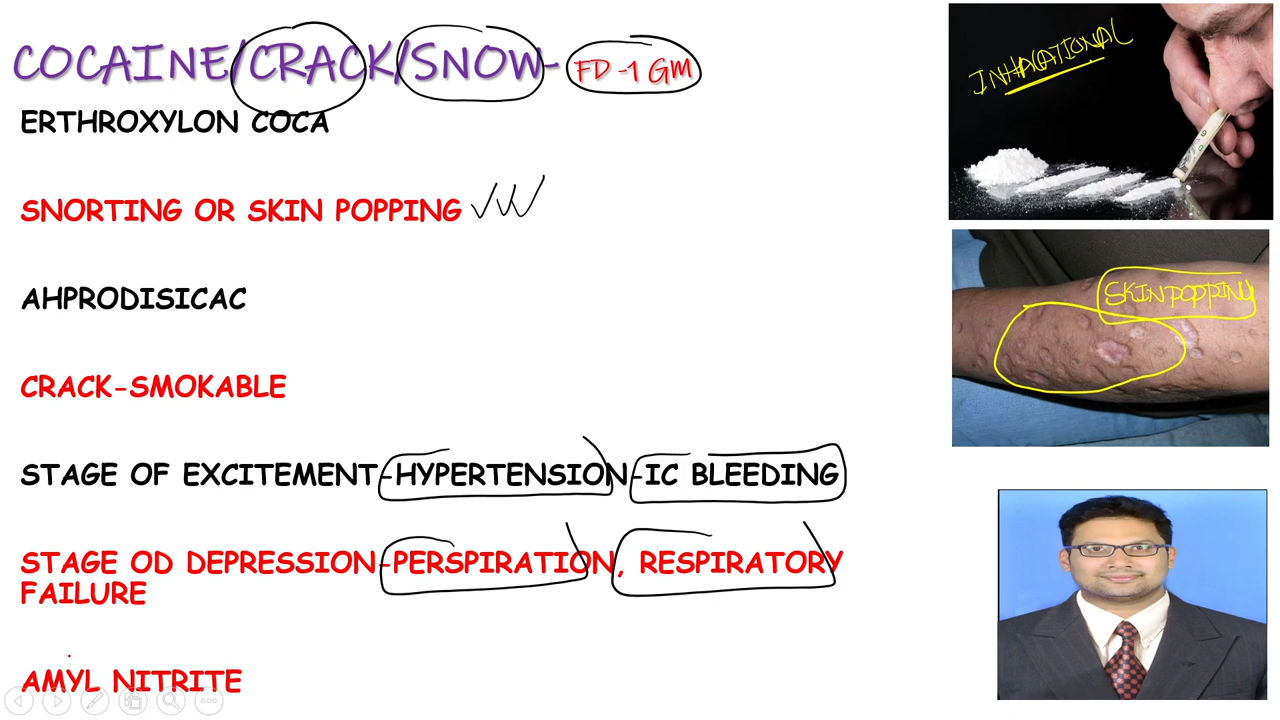 COCAINE/CRACK/SNOW- FD -1 GM
ERTHROXYLON COCA
SNORTING OR SKIN POPPING
AHPRODISICAC
CRACK-SMOKABLE
STAGE OF EXCITEMENT-HYPERTENSION-IC BLEEDING
STAGE OD DEPRESSION-PERSPIRATION, RESPIRATORY
FAILURE
AMYL NITRITE
INHALATIONAL
SKIN POPPING